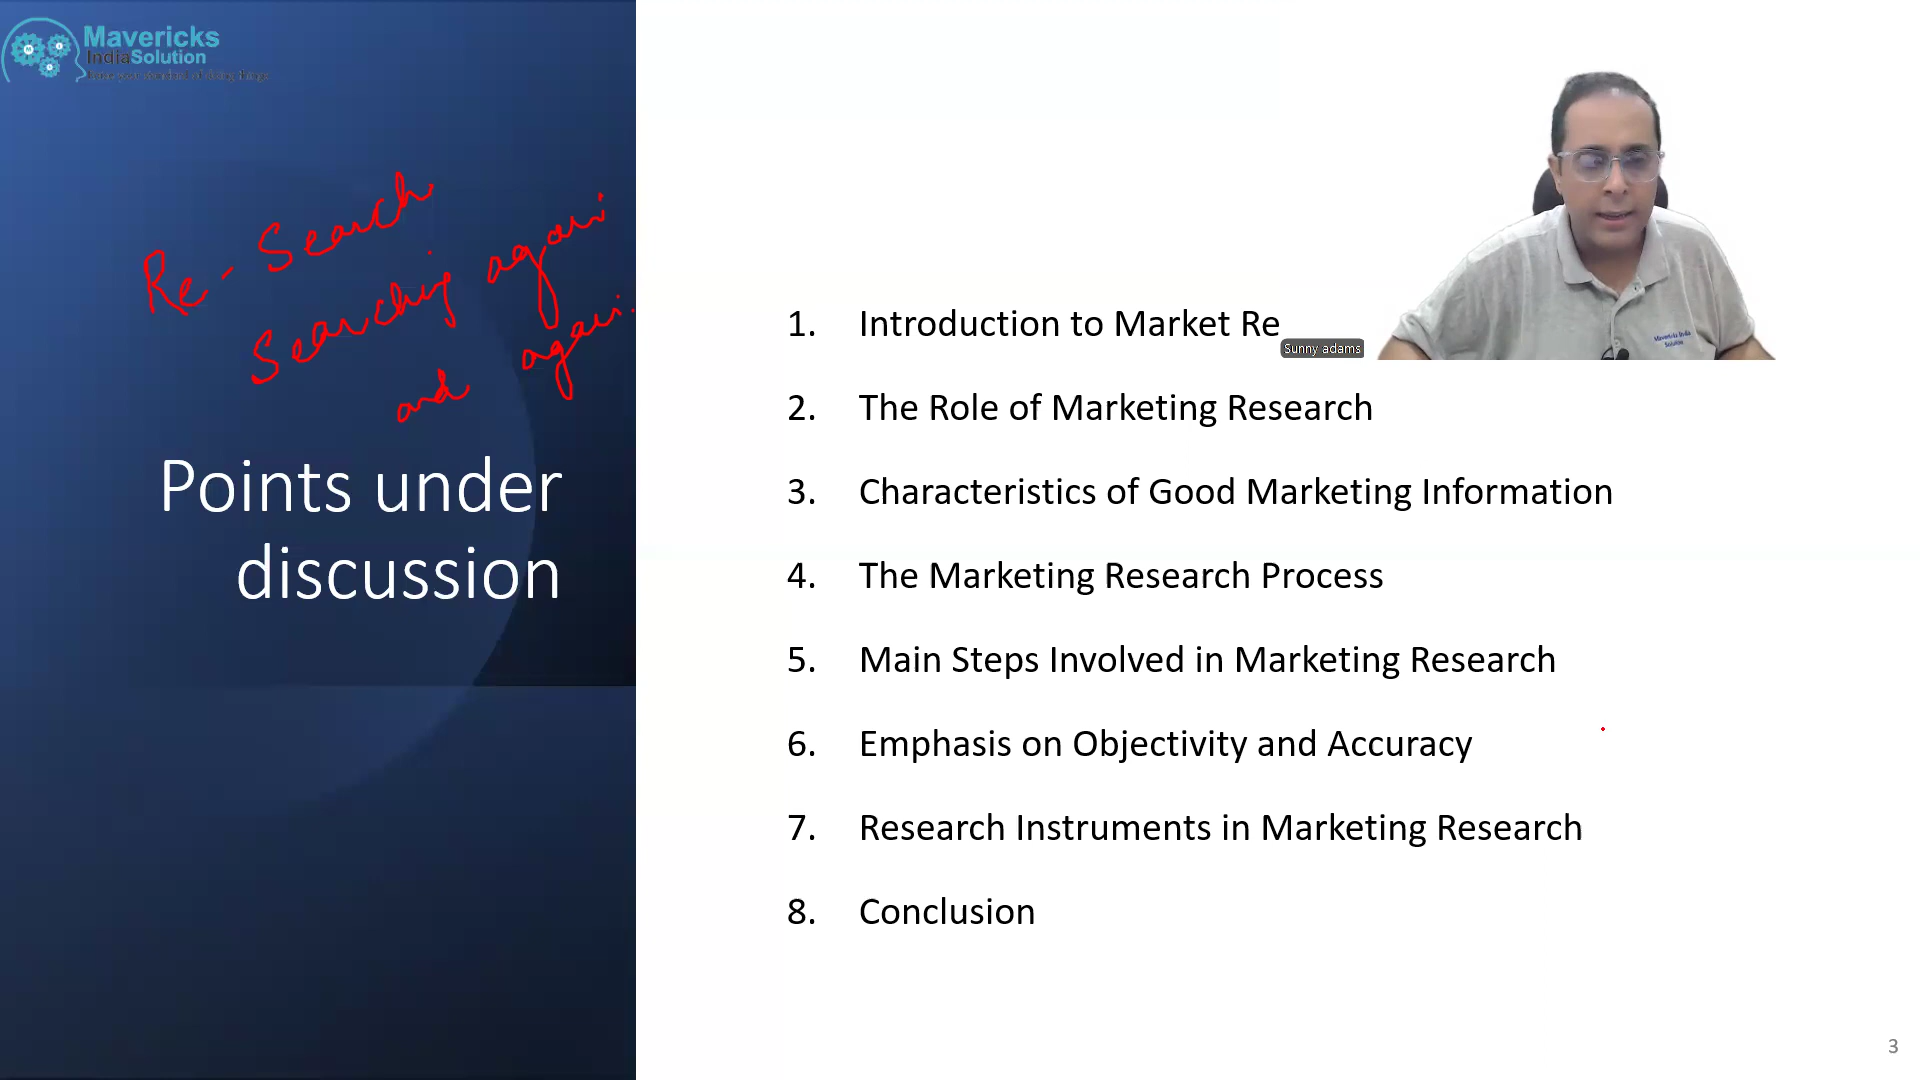 Mavericks
IndiaSolution
Re - Search
Searching again
and again.
Points under
discussion
1. Introduction to Market Re
Sunny adams
2. The Role of Marketing Research
3. Characteristics of Good Marketing Information
4. The Marketing Research Process
5. Main Steps Involved in Marketing Research
6. Emphasis on Objectivity and Accuracy
7. Research Instruments in Marketing Research
8. Conclusion
Mavericks India
Solution
3